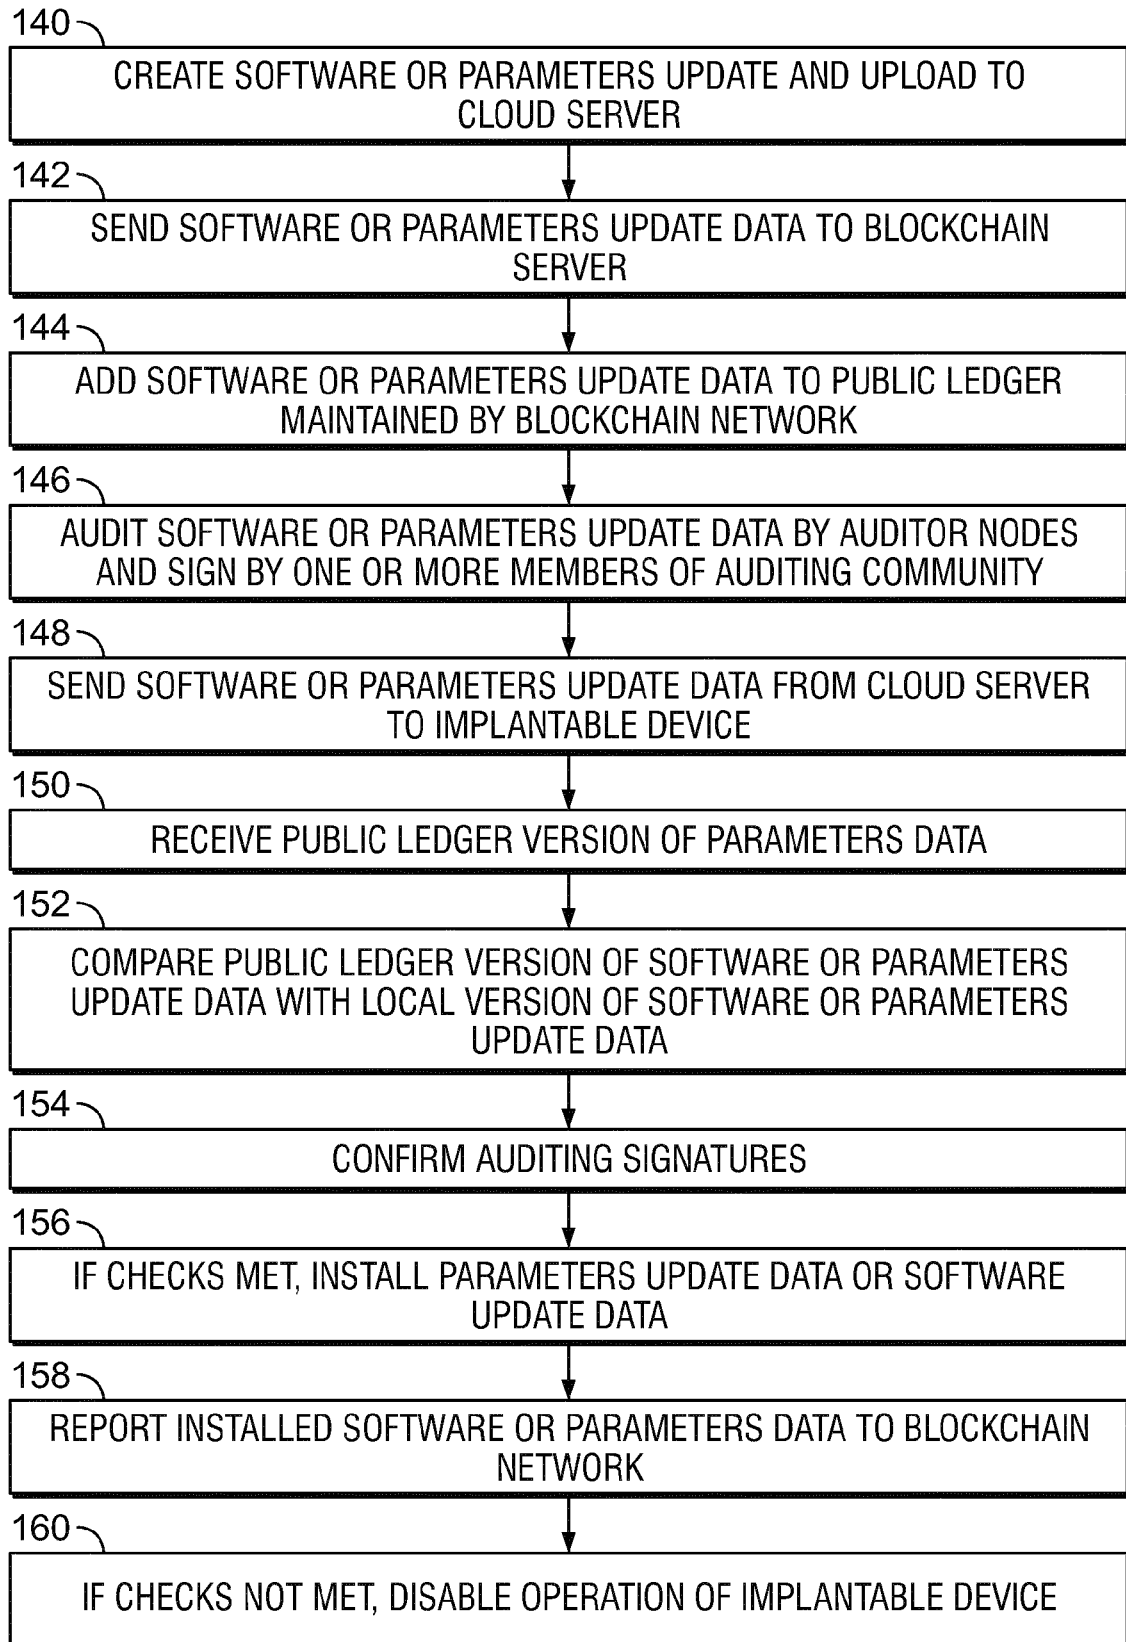 140
CREATE SOFTWARE OR PARAMETERS UPDATE AND UPLOAD TO
CLOUD SERVER
142
SEND SOFTWARE OR PARAMETERS UPDATE DATA TO BLOCKCHAIN
SERVER
144
ADD SOFTWARE OR PARAMETERS UPDATE DATA TO PUBLIC LEDGER
MAINTAINED BY BLOCKCHAIN NETWORK
146
AUDIT SOFTWARE OR PARAMETERS UPDATE DATA BY AUDITOR NODES
AND SIGN BY ONE OR MORE MEMBERS OF AUDITING COMMUNITY
148
SEND SOFTWARE OR PARAMETERS UPDATE DATA FROM CLOUD SERVER
TO IMPLANTABLE DEVICE
150
RECEIVE PUBLIC LEDGER VERSION OF PARAMETERS DATA
152
COMPARE PUBLIC LEDGER VERSION OF SOFTWARE OR PARAMETERS
UPDATE DATA WITH LOCAL VERSION OF SOFTWARE OR PARAMETERS
UPDATE DATA
154
CONFIRM AUDITING SIGNATURES
156
IF CHECKS MET, INSTALL PARAMETERS UPDATE DATA OR SOFTWARE
UPDATE DATA
158
REPORT INSTALLED SOFTWARE OR PARAMETERS DATA TO BLOCKCHAIN
NETWORK
160
IF CHECKS NOT MET, DISABLE OPERATION OF IMPLANTABLE DEVICE